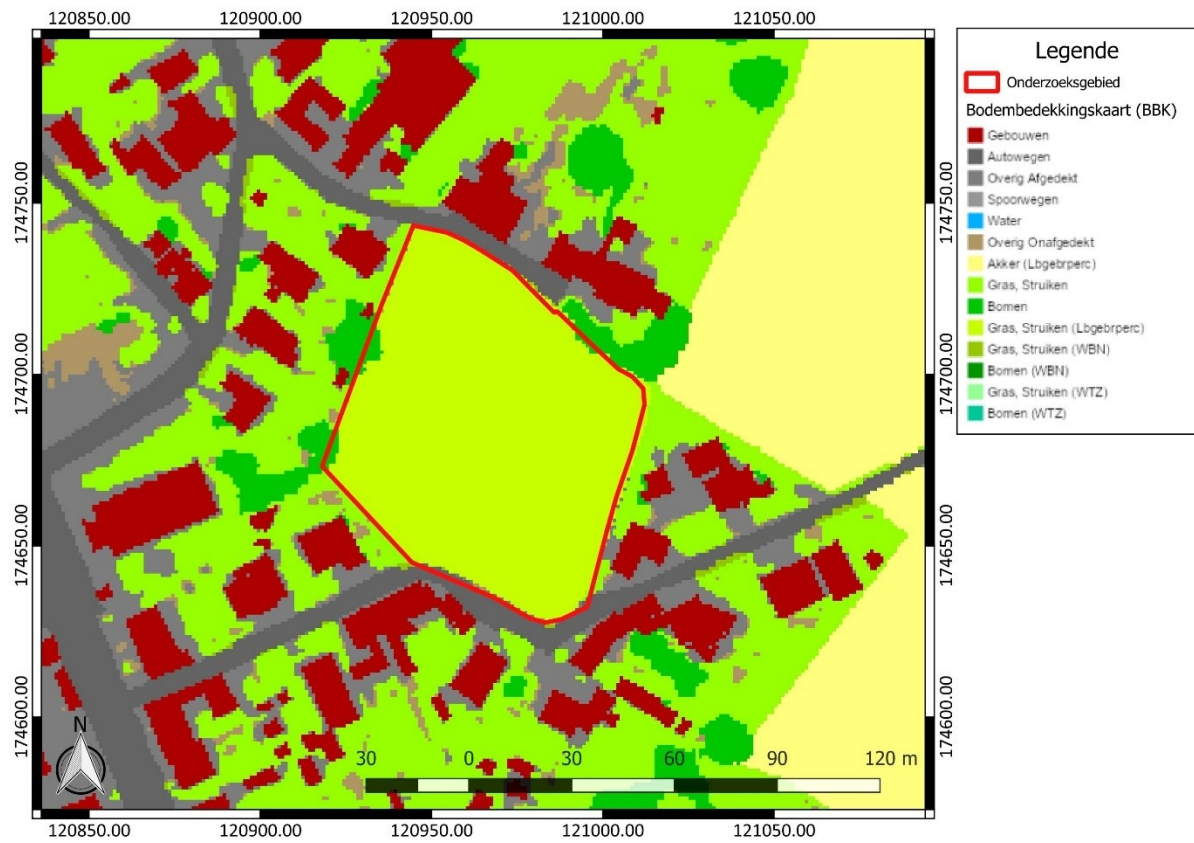 120850.00 120900.00 120950.00 121000.00 121050.00
174750.00 174750.00
174700.00 174700.00
174650.00 174650.00
174600.00 174600.00
N
30 0 30 60 90 120 m
120850.00 120900.00 120950.00 121000.00 121050.00
Legende
Onderzoeksgebied
Bodembedekkingskaart (BBK)
Gebouwen
Autowegen
Overig Afgedekt
Spoorwegen
Water
Overig Onafgedekt
Akker (Lbgebrperc)
Gras, Struiken
Bomen
Gras, Struiken (Lbgebrperc)
Gras, Struiken (WBN)
Bomen (WBN)
Gras, Struiken (WTZ)
Bomen (WTZ)